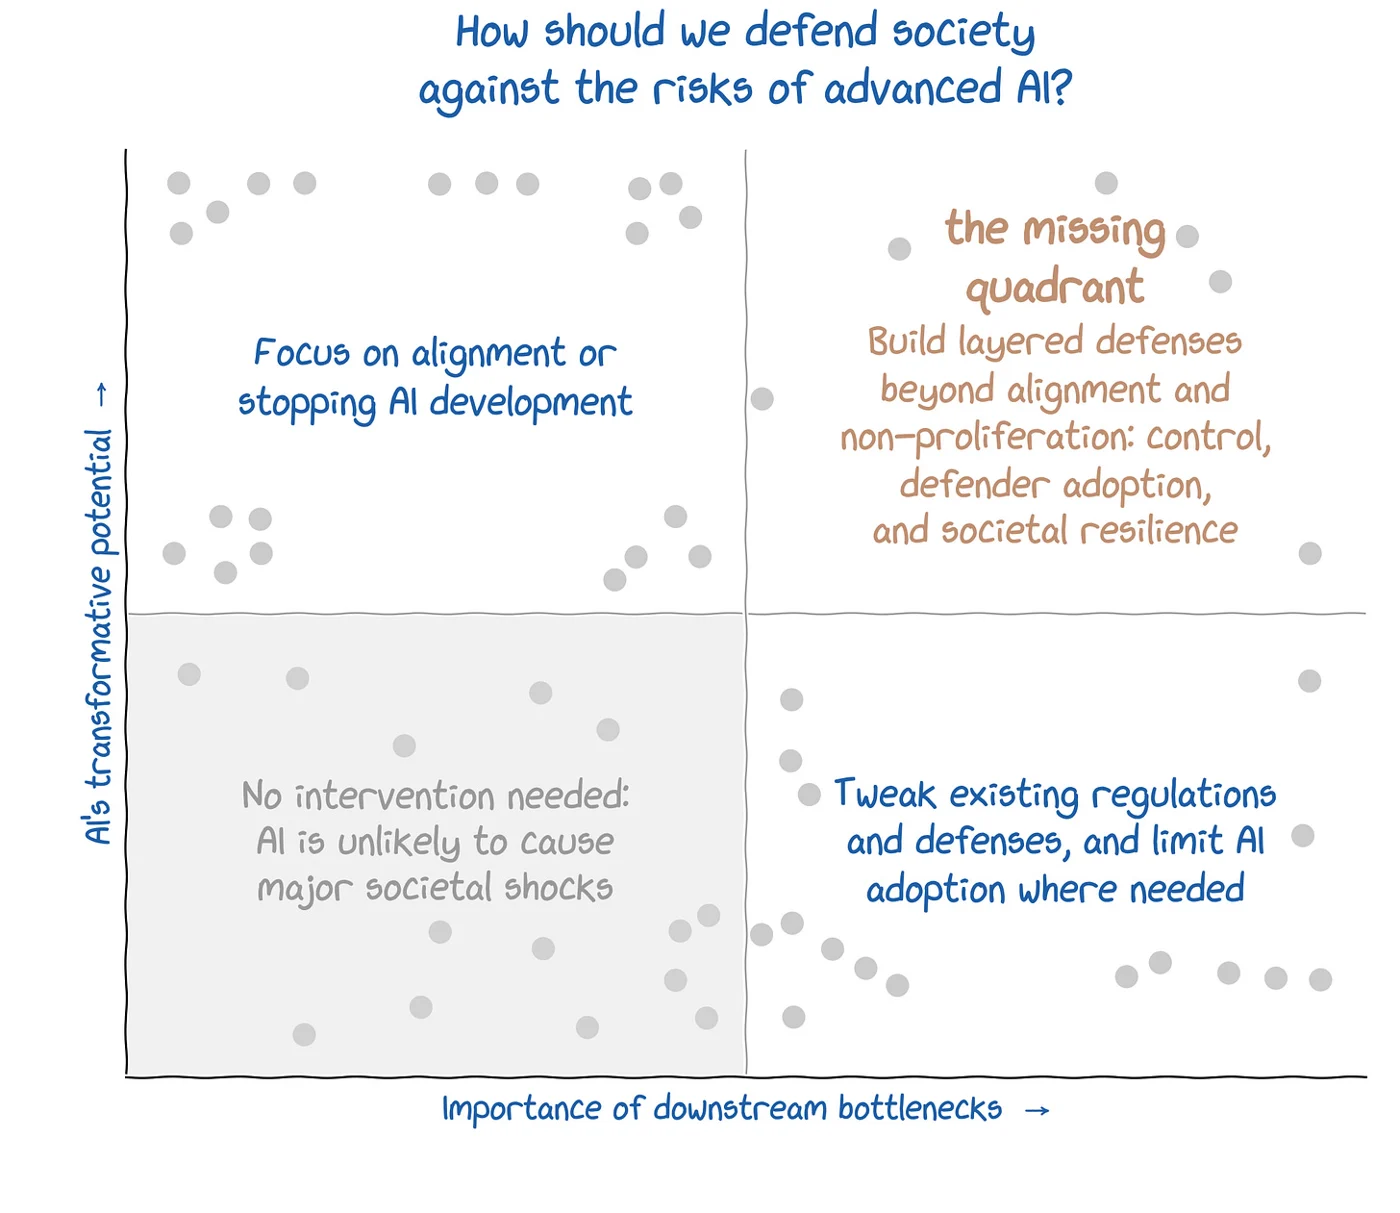 How should we defend society
against the risks of advanced AI?
the missing
quadrant
Build layered defenses
beyond alignment and
non-proliferation: control,
defender adoption,
and societal resilience
Focus on alignment or
stopping AI development
AI's transformative potential →
No intervention needed:
AI is unlikely to cause
major societal shocks
Tweak existing regulations
and defenses, and limit AI
adoption where needed
Importance of downstream bottlenecks →